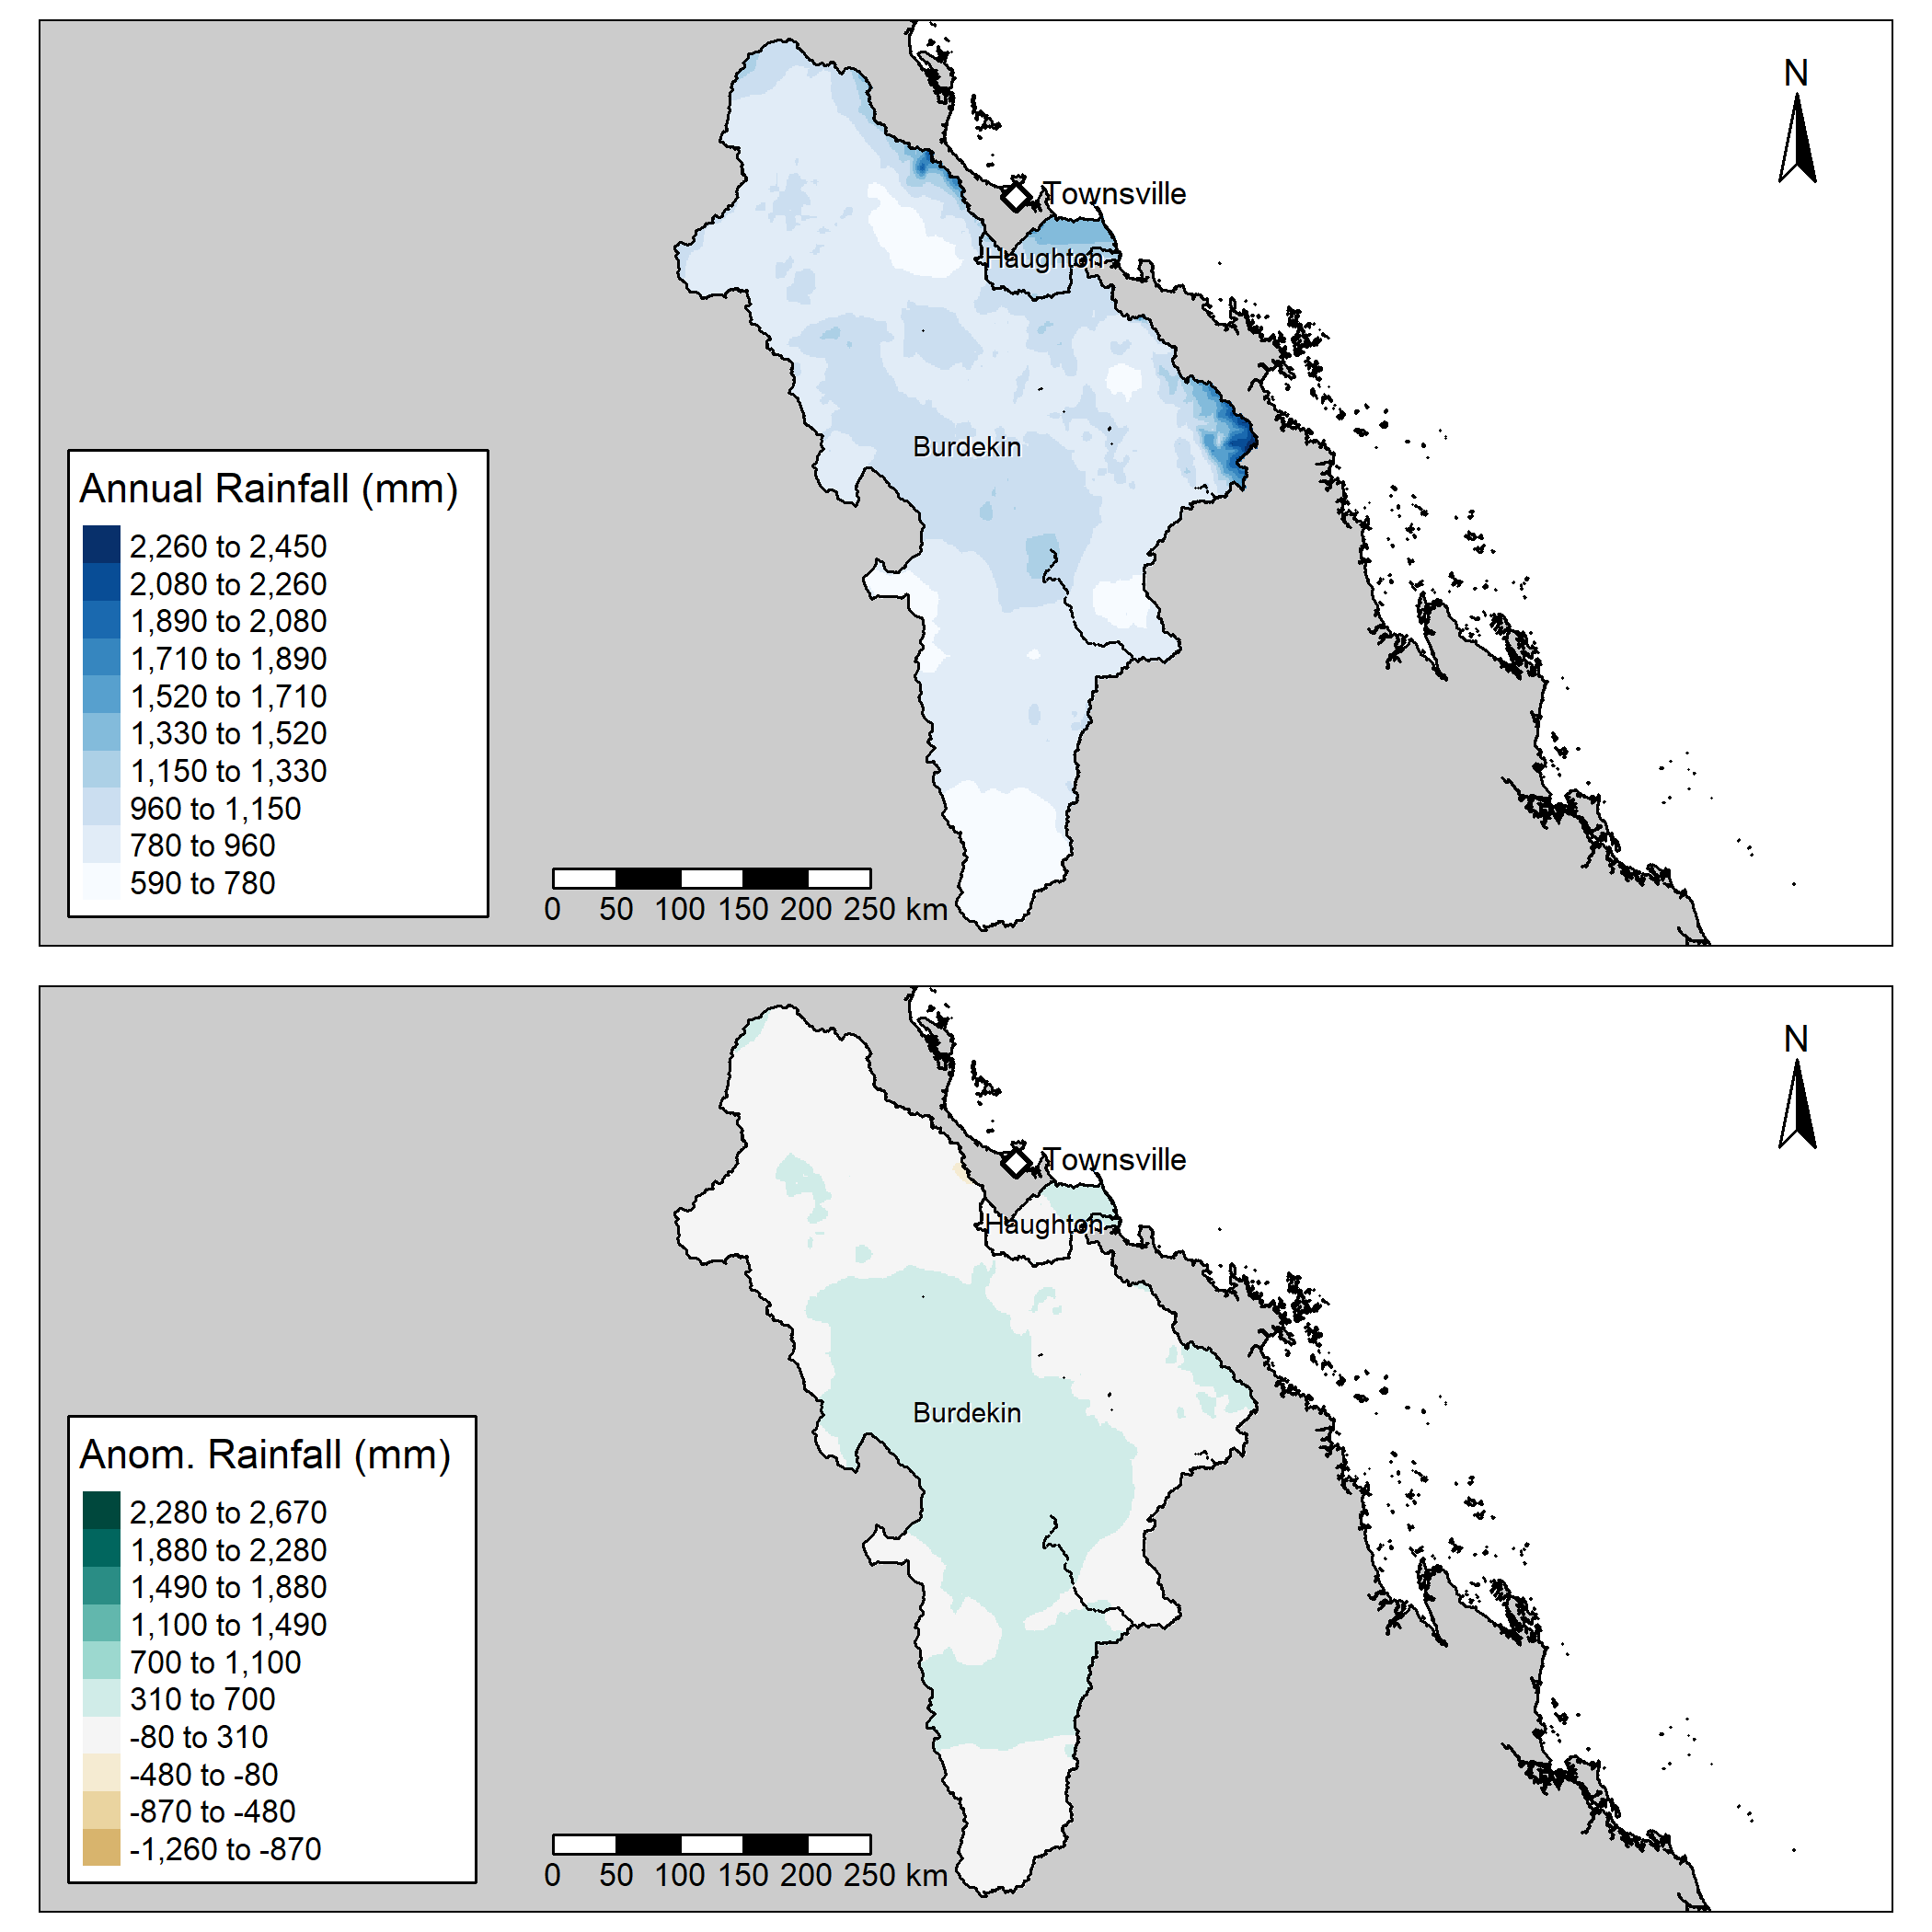 N
Townsville
Haughton
Burdekin
Annual Rainfall (mm)
2,260 to 2,450
2,080 to 2,260
1,890 to 2,080
1,710 to 1,890
1,520 to 1,710
1,330 to 1,520
1,150 to 1,330
960 to 1,150
780 to 960
590 to 780
0 50 100 150 200 250 km
N
Townsville
Haughton
Burdekin
Anom. Rainfall (mm)
2,280 to 2,670
1,880 to 2,280
1,490 to 1,880
1,100 to 1,490
700 to 1,100
310 to 700
-80 to 310
-480 to -80
-870 to -480
-1,260 to -870
0 50 100 150 200 250 km